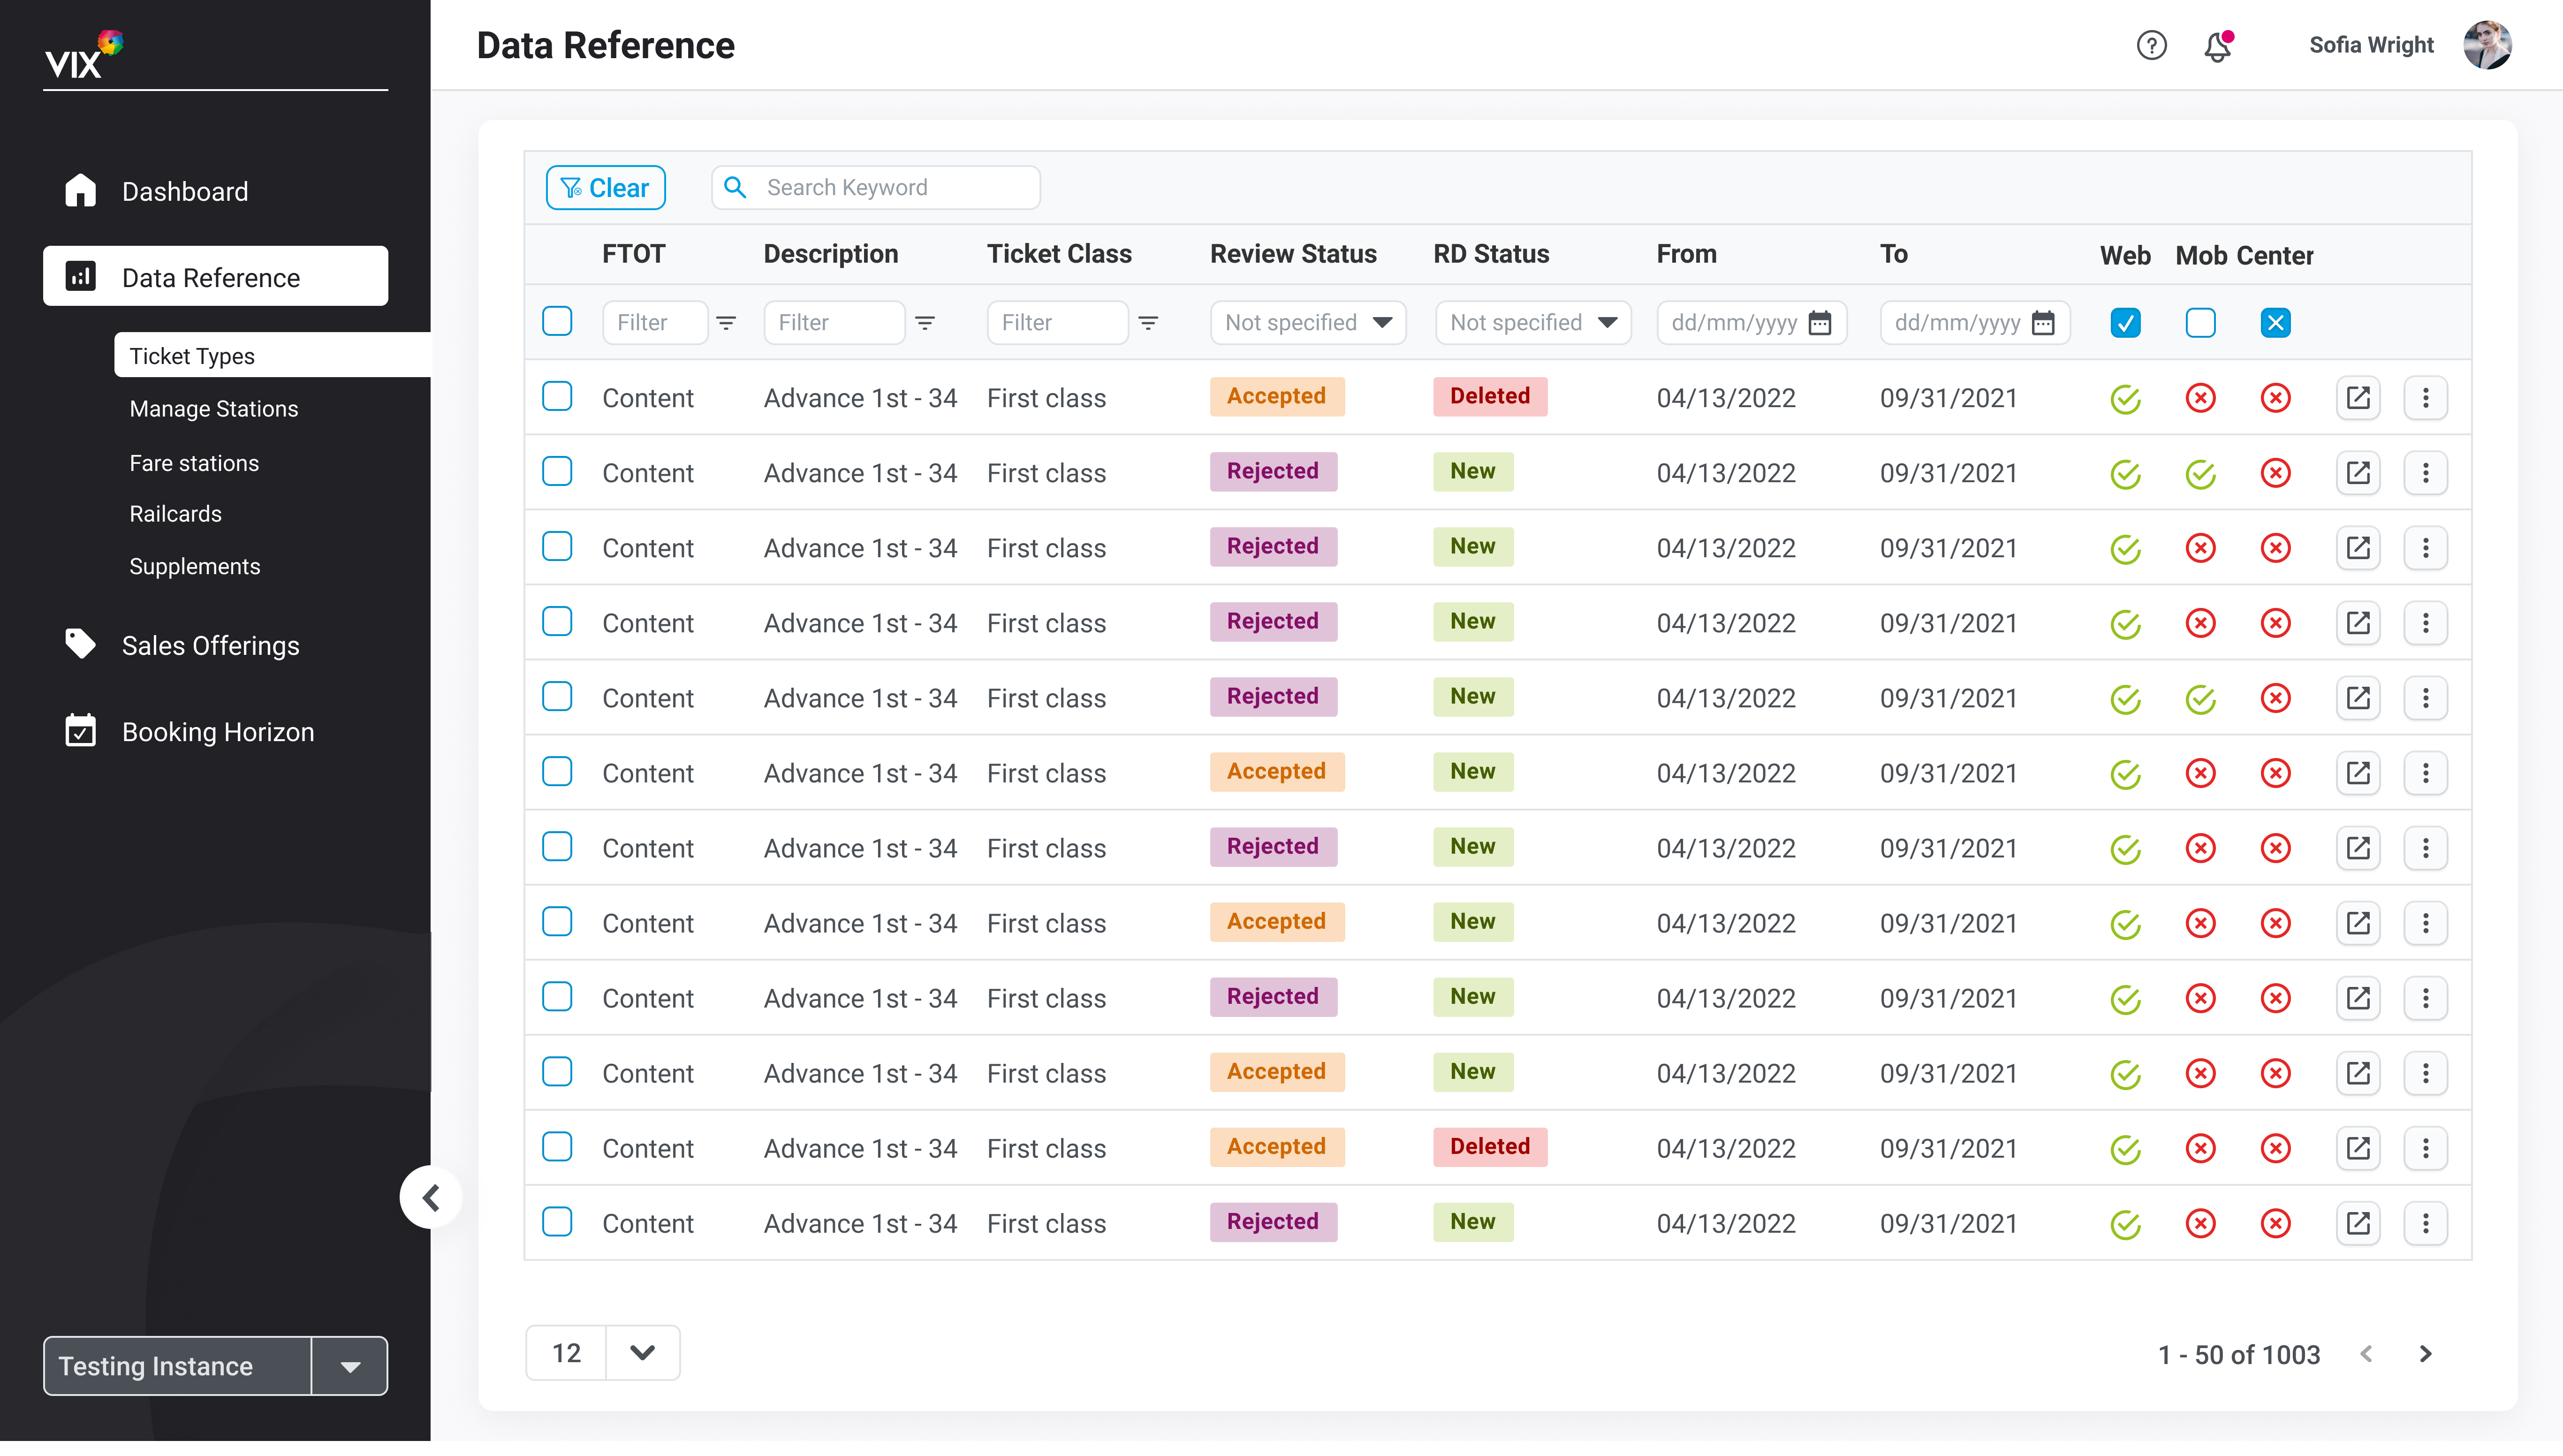 VIX
Data Reference
Sofia Wright
Dashboard
Data Reference
Ticket Types
Manage Stations
Fare stations
Railcards
Supplements
Sales Offerings
Booking Horizon
Testing Instance
Clear
Search Keyword
FTOT Description Ticket Class Review Status RD Status From To Web Mob Center
Filter Filter Filter Not specified Not specified dd/mm/yyyy dd/mm/yyyy
Content Advance 1st - 34 First class Accepted Deleted 04/13/2022 09/31/2021
Content Advance 1st - 34 First class Rejected New 04/13/2022 09/31/2021
Content Advance 1st - 34 First class Rejected New 04/13/2022 09/31/2021
Content Advance 1st - 34 First class Rejected New 04/13/2022 09/31/2021
Content Advance 1st - 34 First class Rejected New 04/13/2022 09/31/2021
Content Advance 1st - 34 First class Accepted New 04/13/2022 09/31/2021
Content Advance 1st - 34 First class Rejected New 04/13/2022 09/31/2021
Content Advance 1st - 34 First class Accepted New 04/13/2022 09/31/2021
Content Advance 1st - 34 First class Rejected New 04/13/2022 09/31/2021
Content Advance 1st - 34 First class Accepted New 04/13/2022 09/31/2021
Content Advance 1st - 34 First class Accepted Deleted 04/13/2022 09/31/2021
Content Advance 1st - 34 First class Rejected New 04/13/2022 09/31/2021
12
1 - 50 of 1003